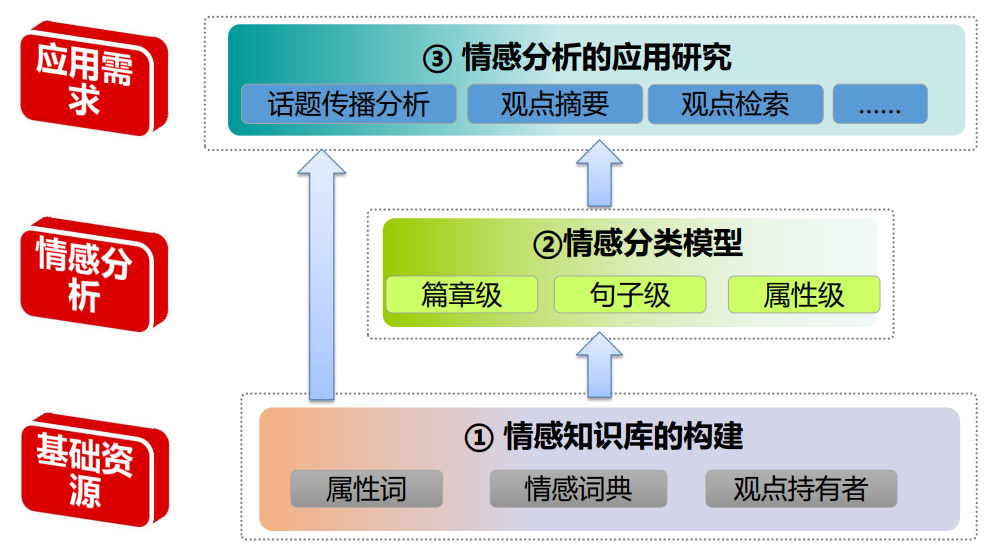 应用需
求
③ 情感分析的应用研究
话题传播分析 观点摘要 观点检索 ......
情感分
析
②情感分类模型
篇章级 句子级 属性级
基础资
源
① 情感知识库的构建
属性词 情感词典 观点持有者